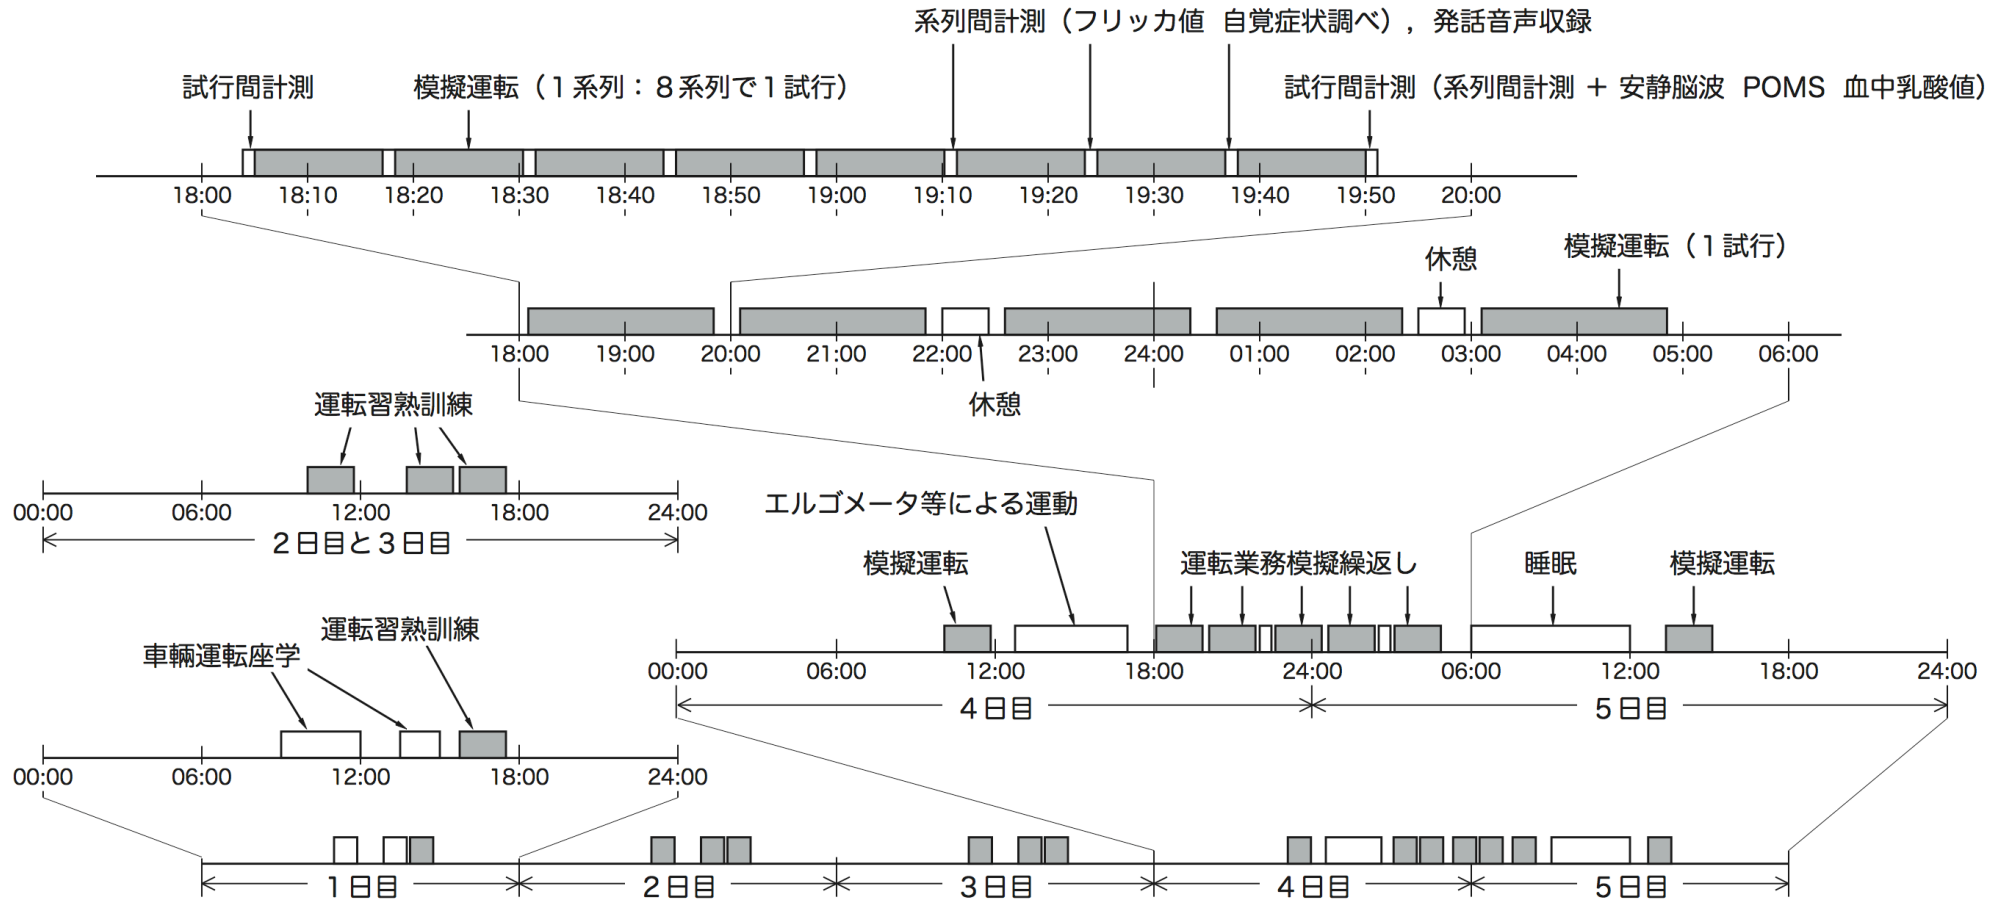 系列間計測（フリッカ値 自覚症状調べ），発話音声収録
試行間計測
模擬運転（１系列：８系列で１試行）
試行間計測（系列間計測 ＋ 安静脳波 POMS 血中乳酸値）
18:00 18:10 18:20 18:30 18:40 18:50 19:00 19:10 19:20 19:30 19:40 19:50 20:00
休憩
模擬運転（１試行）
18:00 19:00 20:00 21:00 22:00 23:00 24:00 01:00 02:00 03:00 04:00 05:00 06:00
休憩
運転習熟訓練
00:00 06:00 12:00 18:00 24:00
２日目と３日目
エルゴメータ等による運動
模擬運転
運転業務模擬繰返し
睡眠
模擬運転
00:00 06:00 12:00 18:00 24:00 06:00 12:00 18:00 24:00
４日目
５日目
運転習熟訓練
車輛運転座学
00:00 06:00 12:00 18:00 24:00
１日目
２日目
３日目
４日目
５日目